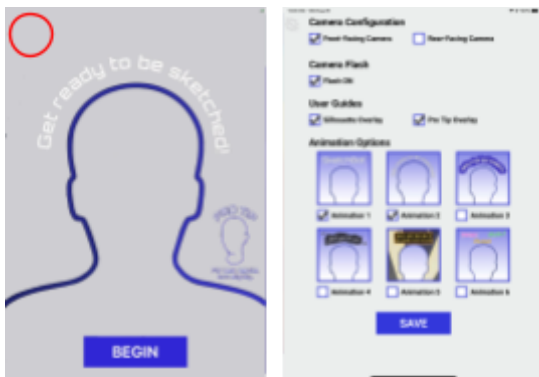 Get ready to be sketched!
PRO TIP
BEGIN
Camera Configuration
Front-Facing Camera
Rear-Facing Camera
Camera Flash
Flash ON
User Guides
Silhouette Overlay
Pro Tip Overlay
Animation Options
Animation 1
Animation 2
Animation 3
Animation 4
Animation 5
Animation 6
SAVE